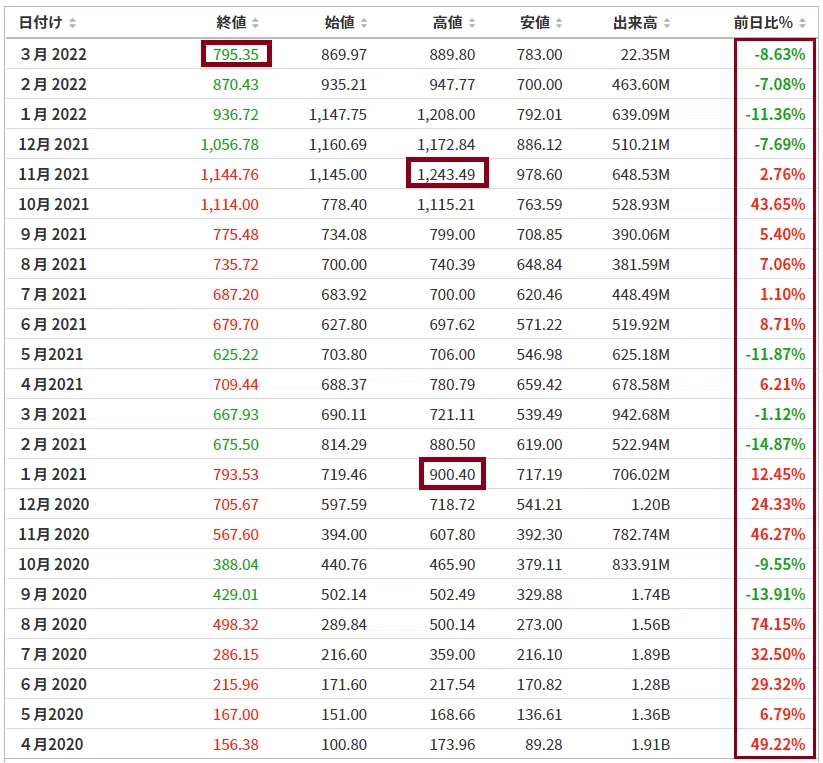 日付け 終値 始値 高値 安値 出来高 前日比%
3月 2022 795.35 869.97 889.80 783.00 22.35M -8.63%
2月 2022 870.43 935.21 947.77 700.00 463.60M -7.08%
1月 2022 936.72 1,147.75 1,208.00 792.01 639.09M -11.36%
12月 2021 1,056.78 1,160.69 1,172.84 886.12 510.21M -7.69%
11月 2021 1,144.76 1,145.00 1,243.49 978.60 648.53M 2.76%
10月 2021 1,114.00 778.40 1,115.21 763.59 528.93M 43.65%
9月 2021 775.48 734.08 799.00 708.85 390.06M 5.40%
8月 2021 735.72 700.00 740.39 648.84 381.59M 7.06%
7月 2021 687.20 683.92 700.00 620.46 448.49M 1.10%
6月 2021 679.70 627.80 697.62 571.22 519.92M 8.71%
5月2021 625.22 703.80 706.00 546.98 625.18M -11.87%
4月2021 709.44 688.37 780.79 659.42 678.58M 6.21%
3月 2021 667.93 690.11 721.11 539.49 942.68M -1.12%
2月 2021 675.50 814.29 880.50 619.00 522.94M -14.87%
1月 2021 793.53 719.46 900.40 717.19 706.02M 12.45%
12月 2020 705.67 597.59 718.72 541.21 1.20B 24.33%
11月 2020 567.60 394.00 607.80 392.30 782.74M 46.27%
10月 2020 388.04 440.76 465.90 379.11 833.91M -9.55%
9月 2020 429.01 502.14 502.49 329.88 1.74B -13.91%
8月 2020 498.32 289.84 500.14 273.00 1.56B 74.15%
7月 2020 286.15 216.60 359.00 216.10 1.89B 32.50%
6月 2020 215.96 171.60 217.54 170.82 1.28B 29.32%
5月2020 167.00 151.00 168.66 136.61 1.36B 6.79%
4月2020 156.38 100.80 173.96 89.28 1.91B 49.22%